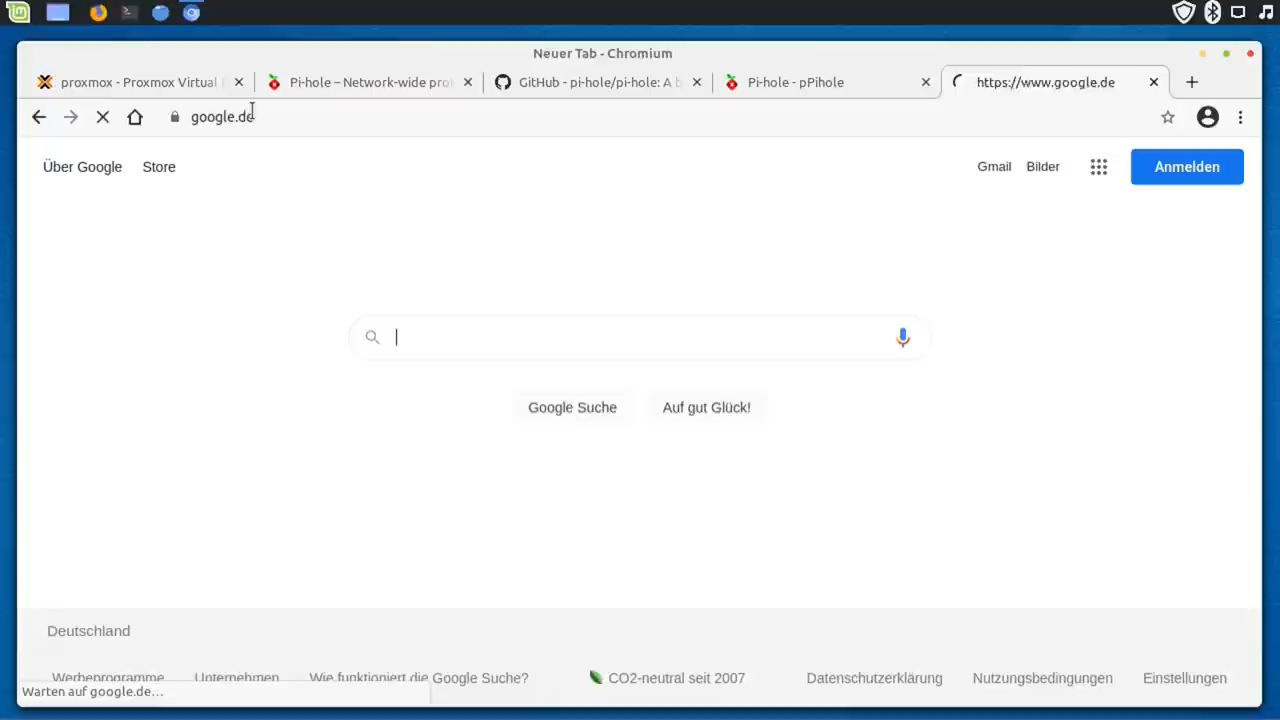 Neuer Tab - Chromium
proxmox - Proxmox Virtual
Pi-hole – Network-wide pro
GitHub - pi-hole/pi-hole: A b
Pi-hole - pPihole
https://www.google.de
google.de
Über Google Store
Gmail Bilder
Anmelden
Google Suche
Auf gut Glück!
Deutschland
Werbeprogramme Unternehmen Wie funktioniert die Google Suche?
CO2-neutral seit 2007
Datenschutzerklärung Nutzungsbedingungen Einstellungen
Warten auf google.de...